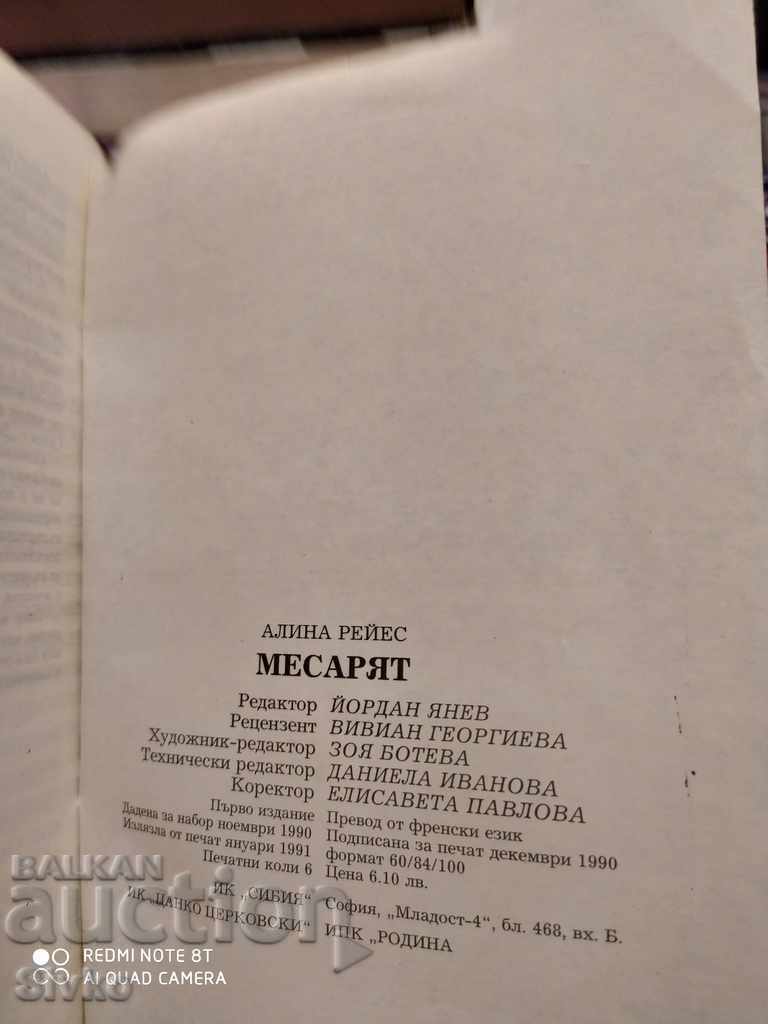 АЛИНА РЕЙЕС
МЕСАРЯТ
Редактор ЙОРДАН ЯНЕВ
Рецензент ВИВИАН ГЕОРГИЕВА
Художник-редактор ЗОЯ БОТЕВА
Технически редактор ДАНИЕЛА ИВАНОВА
Коректор ЕЛИСАВЕТА ПАВЛОВА
Първо издание Превод от френски език
Дадена за набор ноември 1990 Подписана за печат декември 1990
Излязла от печат януари 1991 формат 60/84/100
Печатни коли 6 Цена 6.10 лв.
ИК „СИБИЯ" София, „Младост-4", бл. 468, вх. Б.
ИК „ЦАНКО ЦЕРКОВСКИ" ИПК „РОДИНА
BALKAN
auction
REDMI NOTE 8T
AI QUAD CAMERA
Sivko